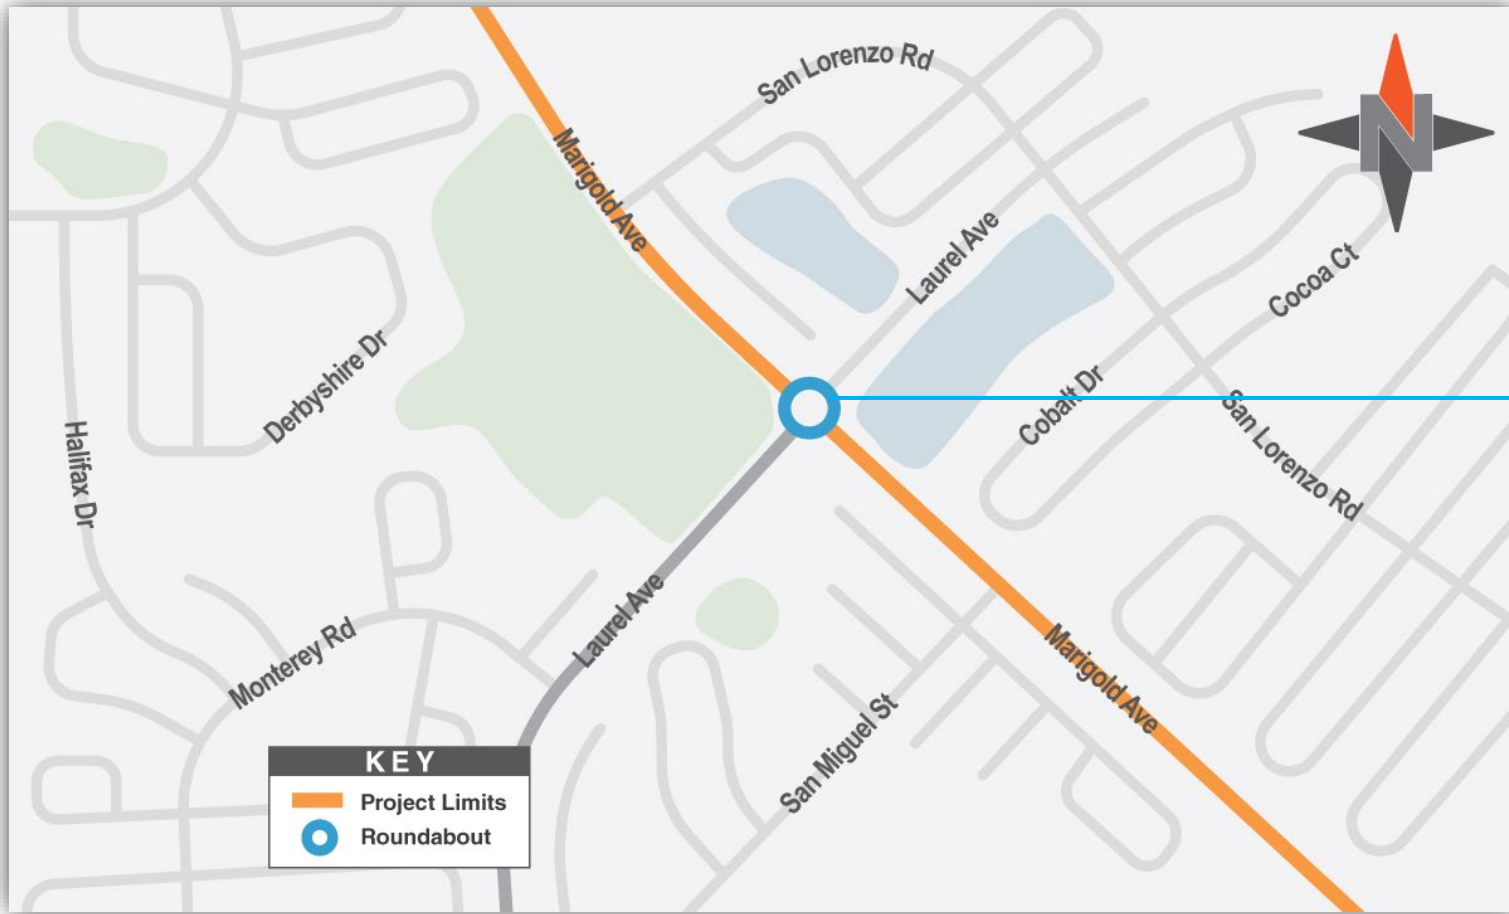 San Lorenzo Rd
N
Marigold Ave
Laurel Ave
Cocoa Ct
Derbyshire Dr
Cobalt Dr
San Lorenzo Rd
Halifax Dr
Laurel Ave
Monterey Rd
Marigold Ave
San Miguel St
KEY
Project Limits
Roundabout